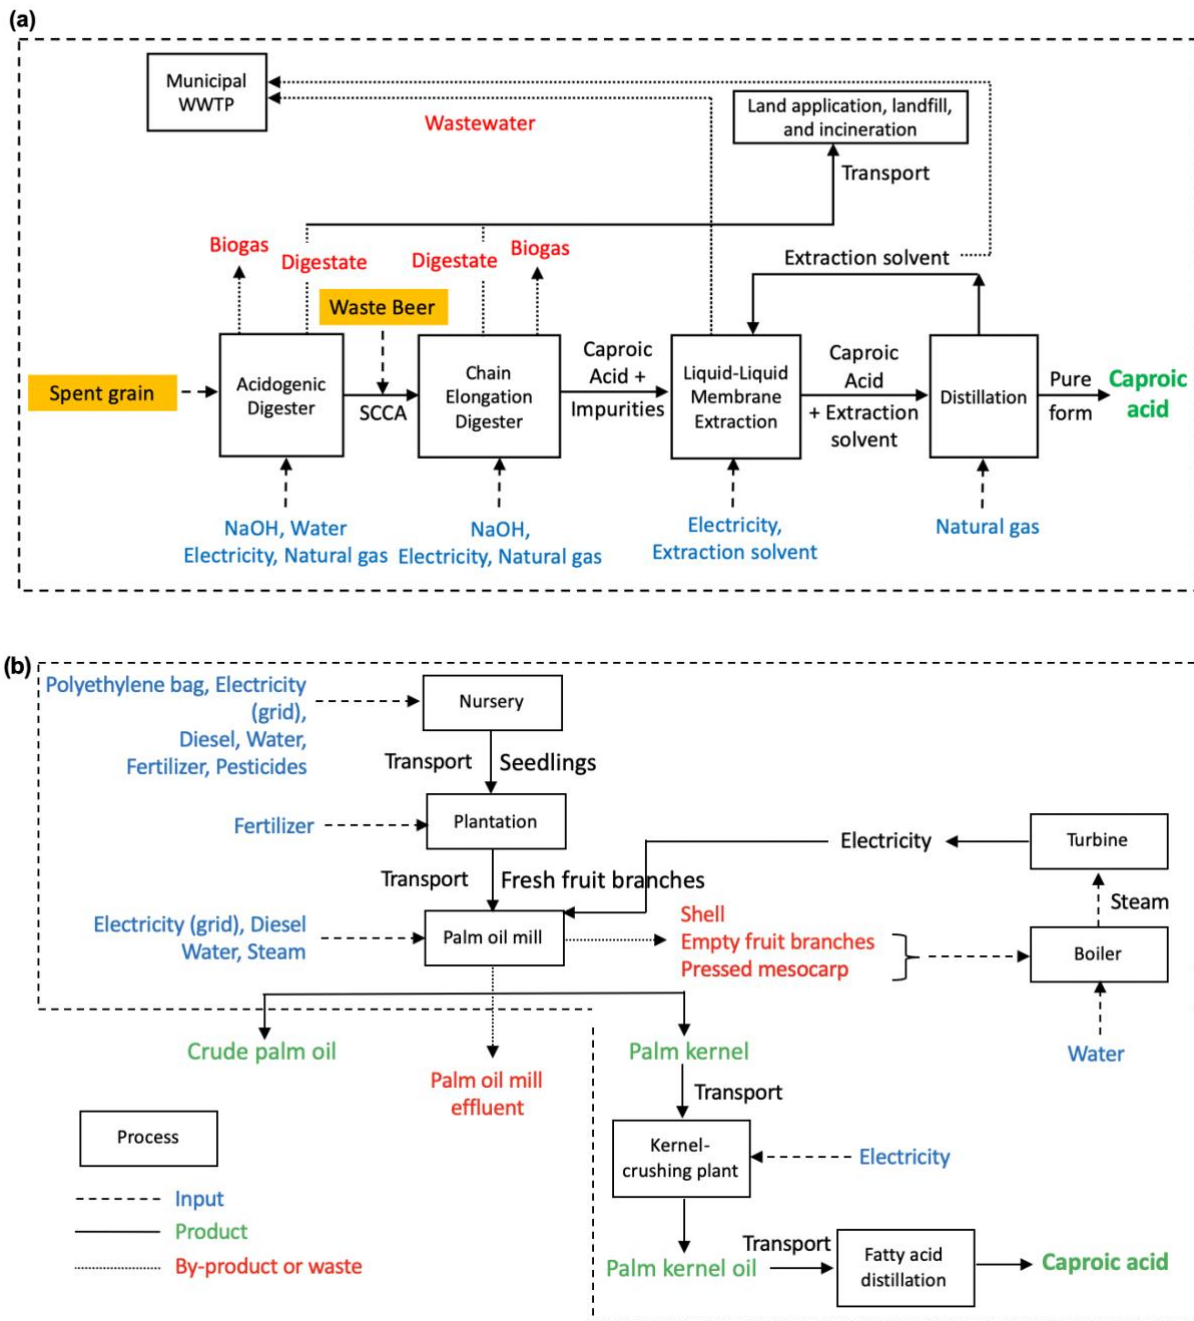 (a)
Municipal
WWTP
Wastewater
Land application, landfill,
and incineration
Transport
Biogas
Digestate
Digestate
Biogas
Extraction solvent
Waste Beer
Spent grain
Acidogenic
Digester
SCCA
Chain
Elongation
Digester
Caproic
Acid +
Impurities
Liquid-Liquid
Membrane
Extraction
Caproic
Acid
+ Extraction
solvent
Distillation
Pure
form
Caproic
acid
NaOH, Water
Electricity, Natural gas
NaOH,
Electricity, Natural gas
Electricity,
Extraction solvent
Natural gas
(b)
Polyethylene bag, Electricity
(grid),
Diesel, Water,
Fertilizer, Pesticides
Nursery
Transport
Seedlings
Fertilizer
Plantation
Transport
Fresh fruit branches
Electricity
Turbine
Steam
Electricity (grid), Diesel
Water, Steam
Palm oil mill
Shell
Empty fruit branches
Pressed mesocarp
Boiler
Water
Crude palm oil
Palm oil mill
effluent
Palm kernel
Transport
Kernel-
crushing plant
Electricity
Palm kernel oil
Transport
Fatty acid
distillation
Caproic acid
Process
Input
Product
By-product or waste